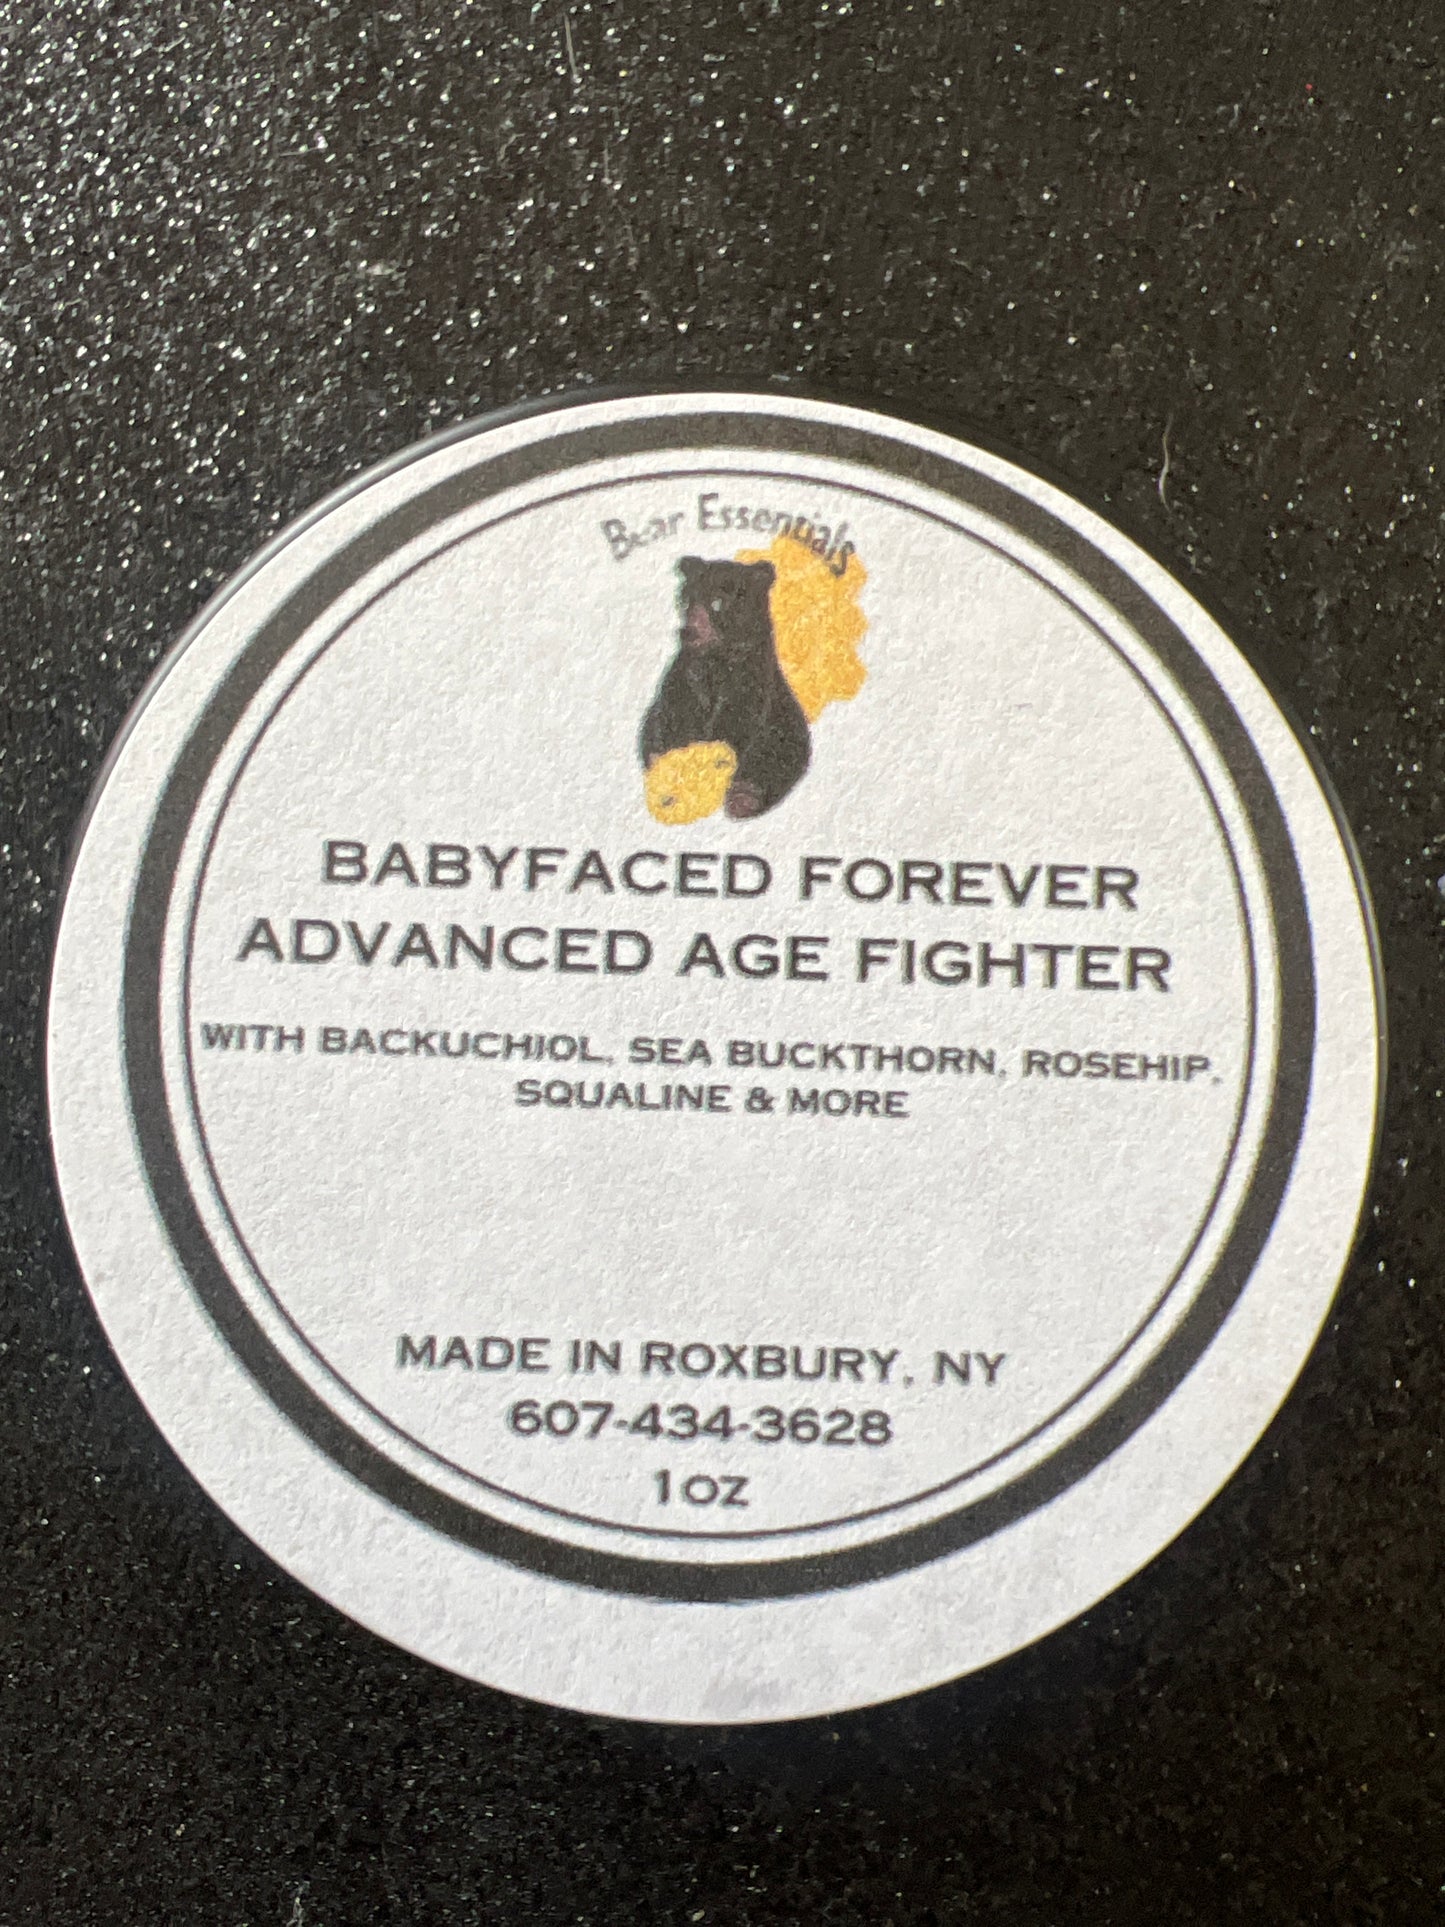 Bear Essentials
BABYFACED FOREVER
ADVANCED AGE FIGHTER
WITH BACKUCHIOL, SEA BUCKTHORN, ROSEHIP,
SQUALINE & MORE
MADE IN ROXBURY, NY
607-434-3628
1OZ